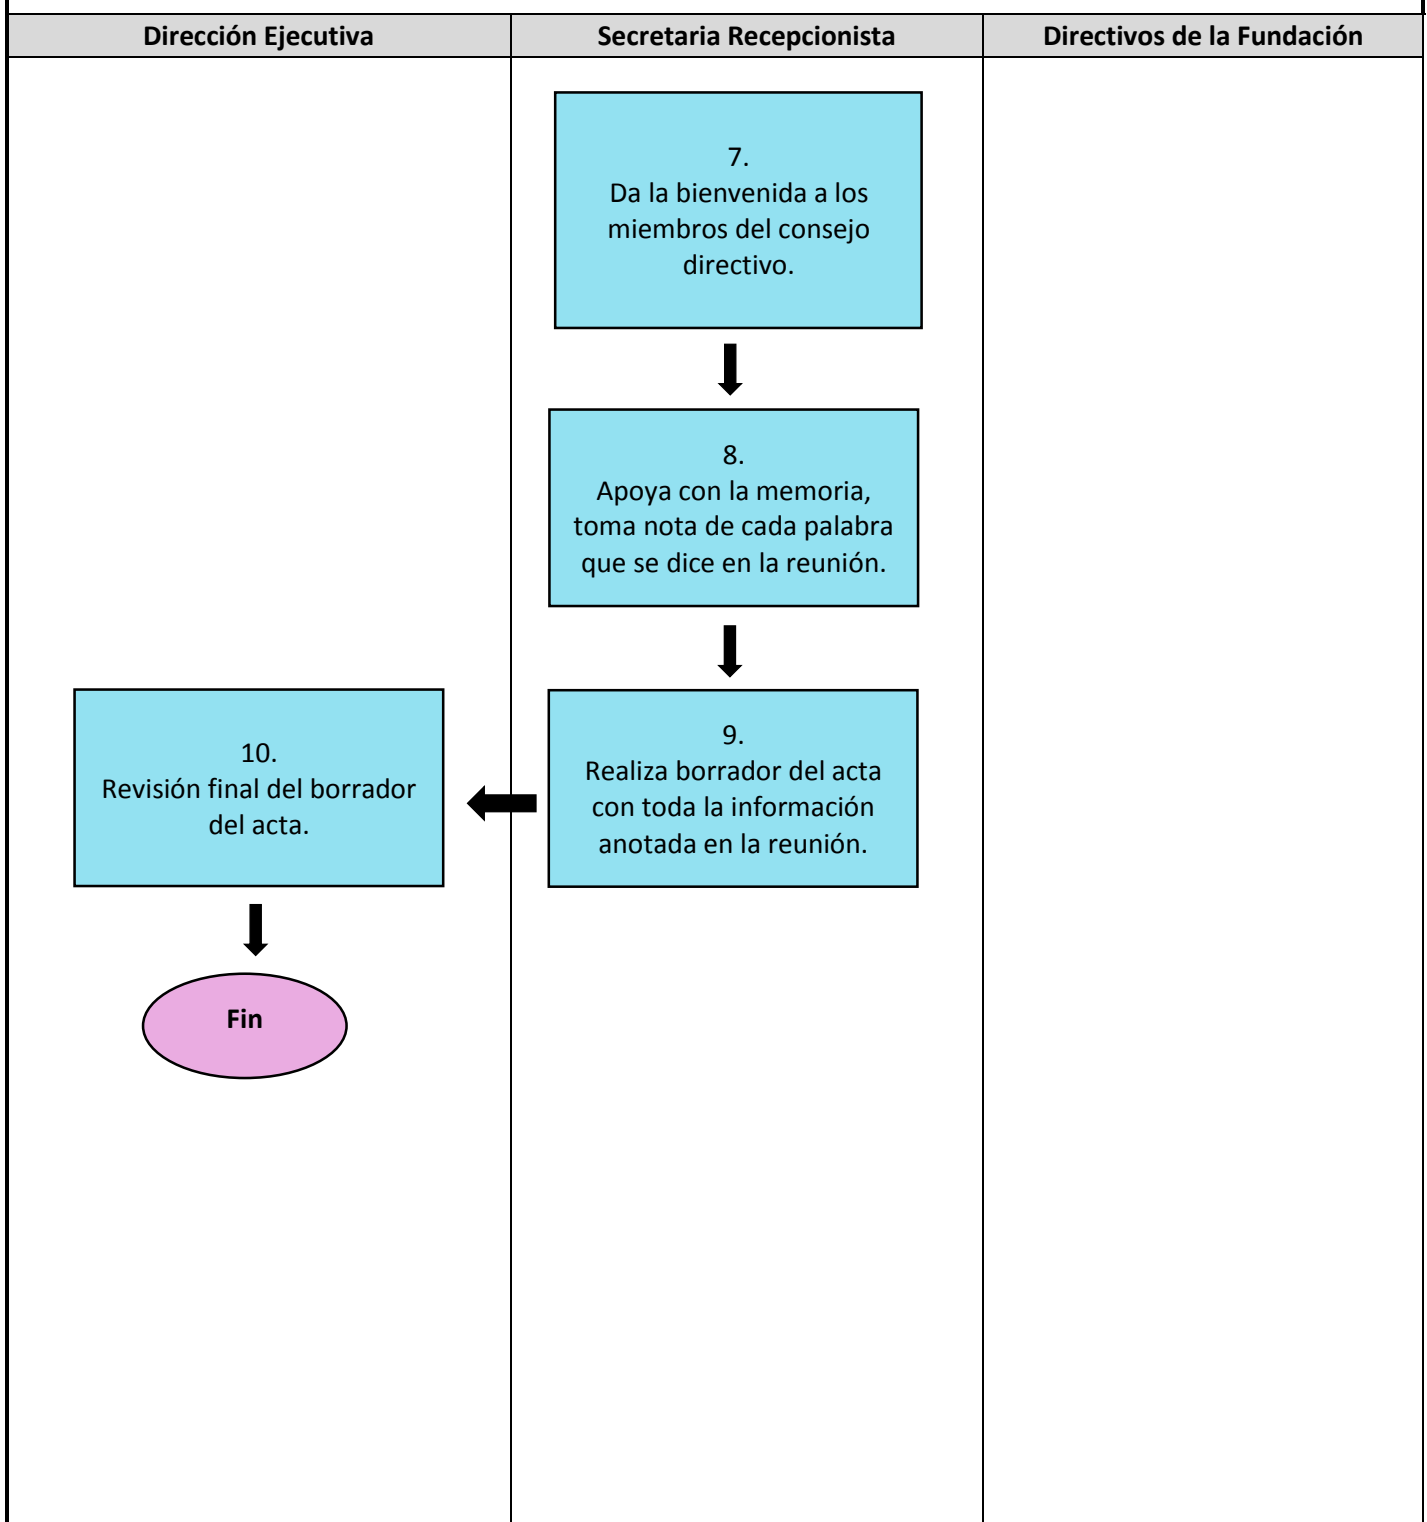 Dirección Ejecutiva
Secretaria Recepcionista
Directivos de la Fundación
7.
Da la bienvenida a los
miembros del consejo
directivo.
8.
Apoya con la memoria,
toma nota de cada palabra
que se dice en la reunión.
9.
Realiza borrador del acta
con toda la información
anotada en la reunión.
10.
Revisión final del borrador
del acta.
Fin